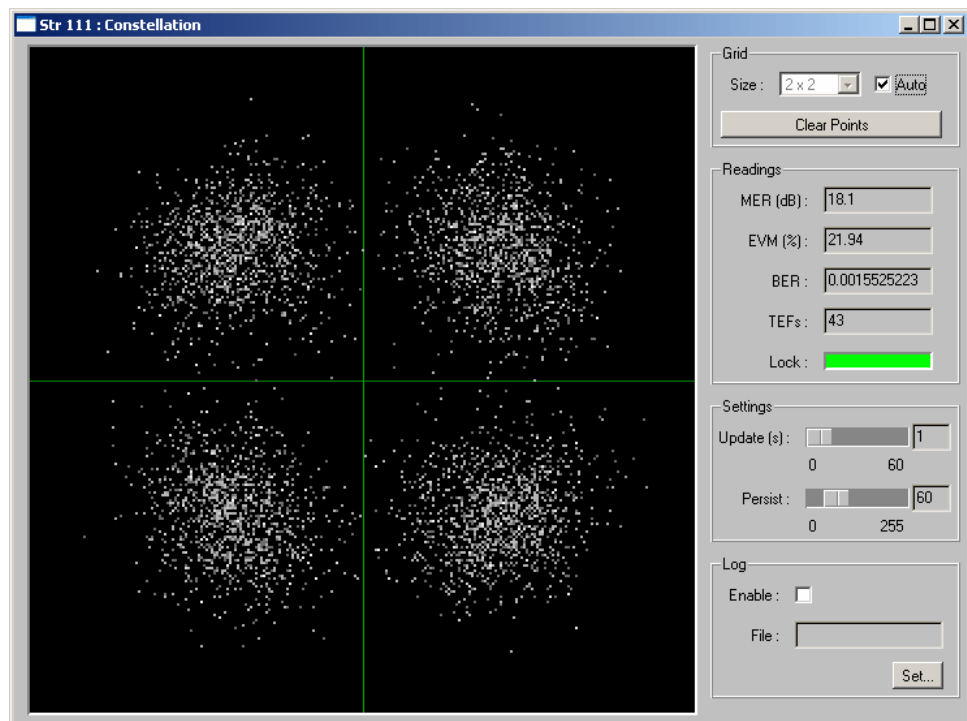 Str 111 : Constellation
Grid
Size : 2 x 2 Auto
Clear Points
Readings
MER (dB) : 18.1
EVM (%) : 21.94
BER : 0.0015525223
TEFs : 43
Lock :
Settings
Update (s) : 1
0 60
Persist : 60
0 255
Log
Enable :
File :
Set...